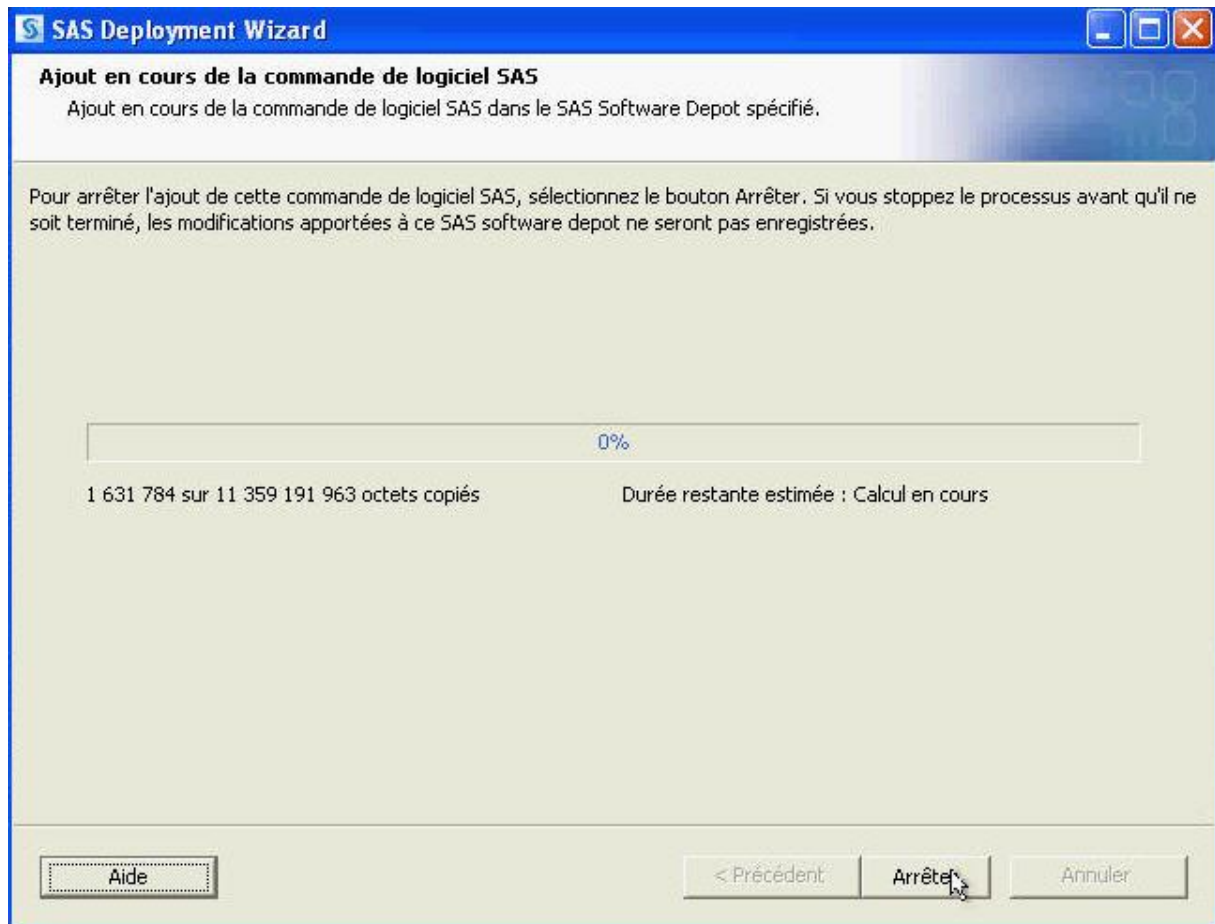 SAS Deployment Wizard
Ajout en cours de la commande de logiciel SAS
Ajout en cours de la commande de logiciel SAS dans le SAS Software Depot spécifié.
Pour arrêter l'ajout de cette commande de logiciel SAS, sélectionnez le bouton Arrêter. Si vous stoppez le processus avant qu'il ne
soit terminé, les modifications apportées à ce SAS software depot ne seront pas enregistrées.
0%
1 631 784 sur 11 359 191 963 octets copiés
Durée restante estimée : Calcul en cours
Aide
< Précédent
Arrêter
Annuler